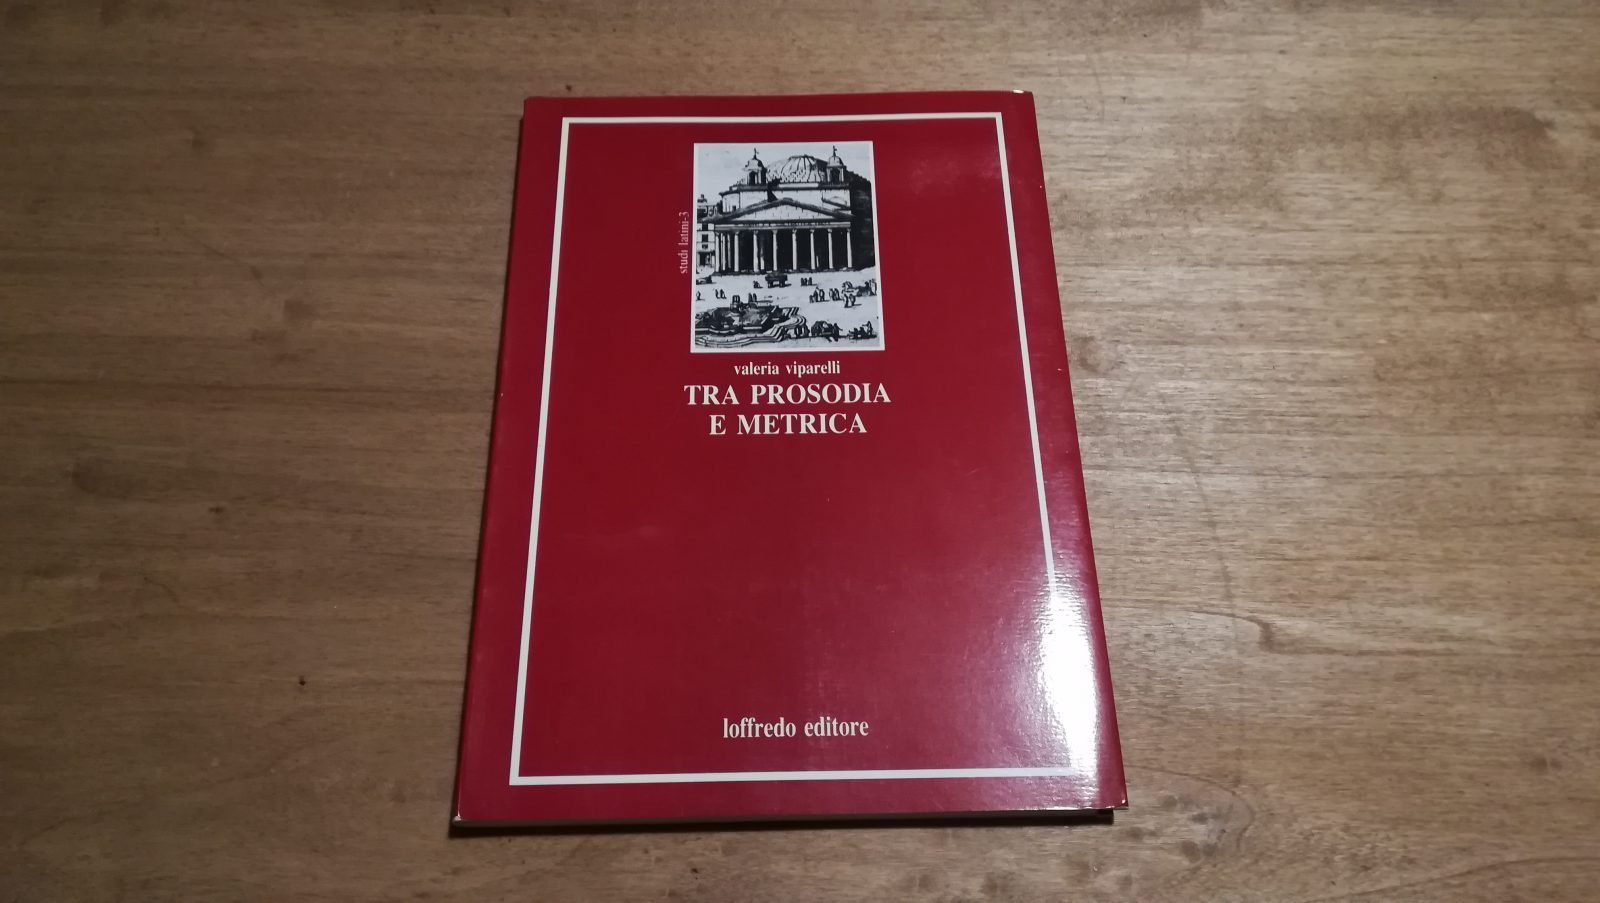 studi latini-3
valeria viparelli
TRA PROSODIA
E METRICA
loffredo editore